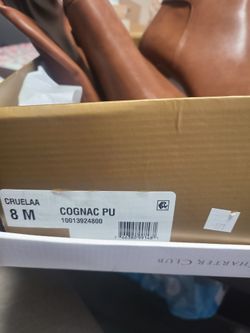 CRUELAA
8 M
COGNAC PU
10013924800
CHARTER CLUB